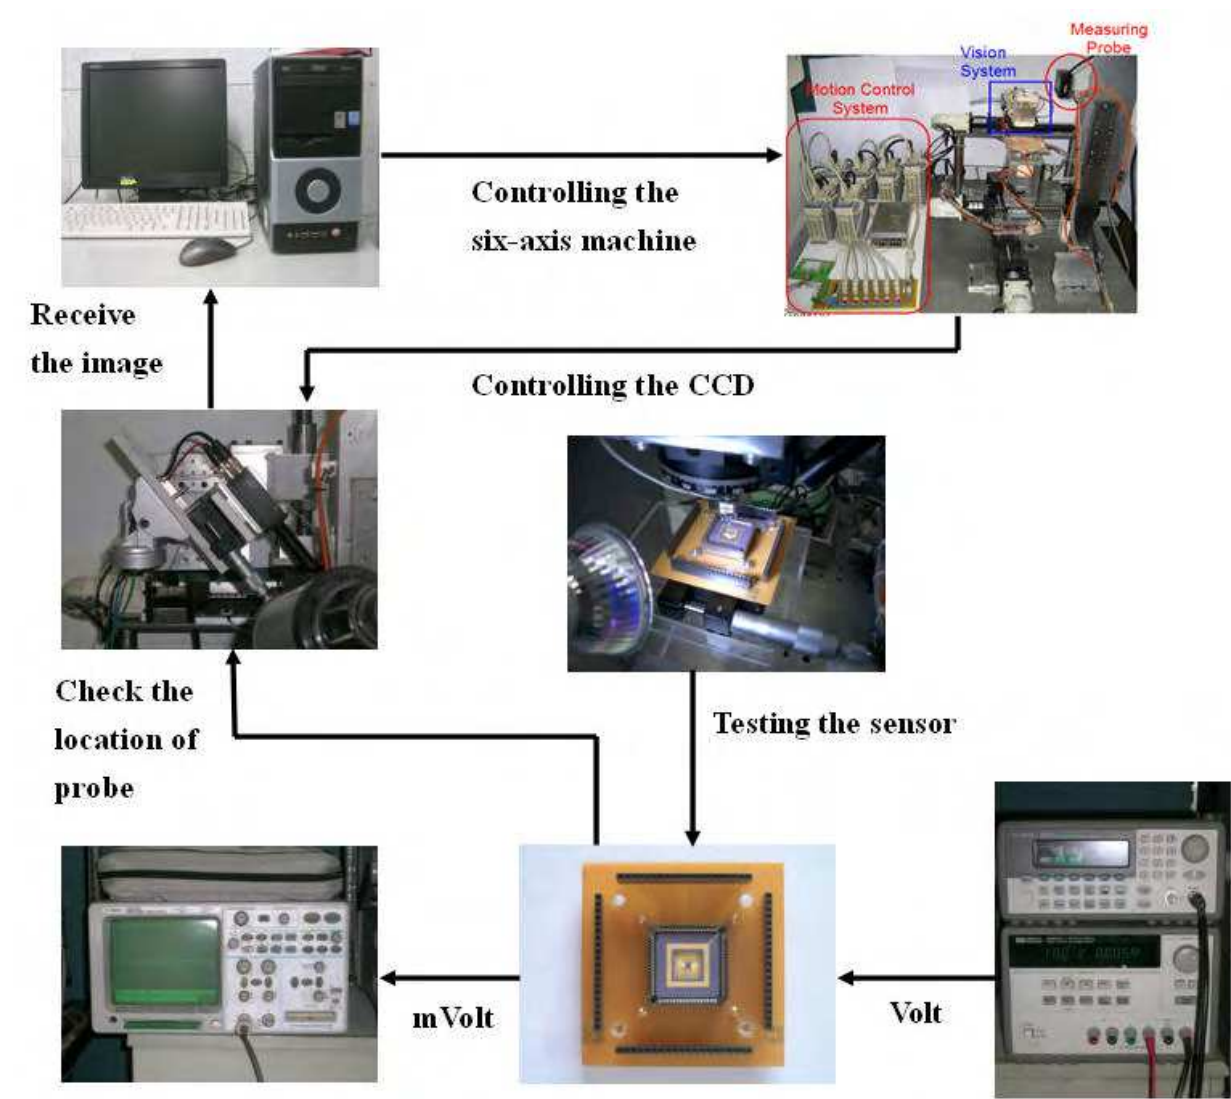 Measuring
Probe
Vision
System
Motion Control
System
Controlling the
six-axis machine
Receive
the image
Controlling the CCD
Check the
location of
probe
Testing the sensor
mVolt
Volt